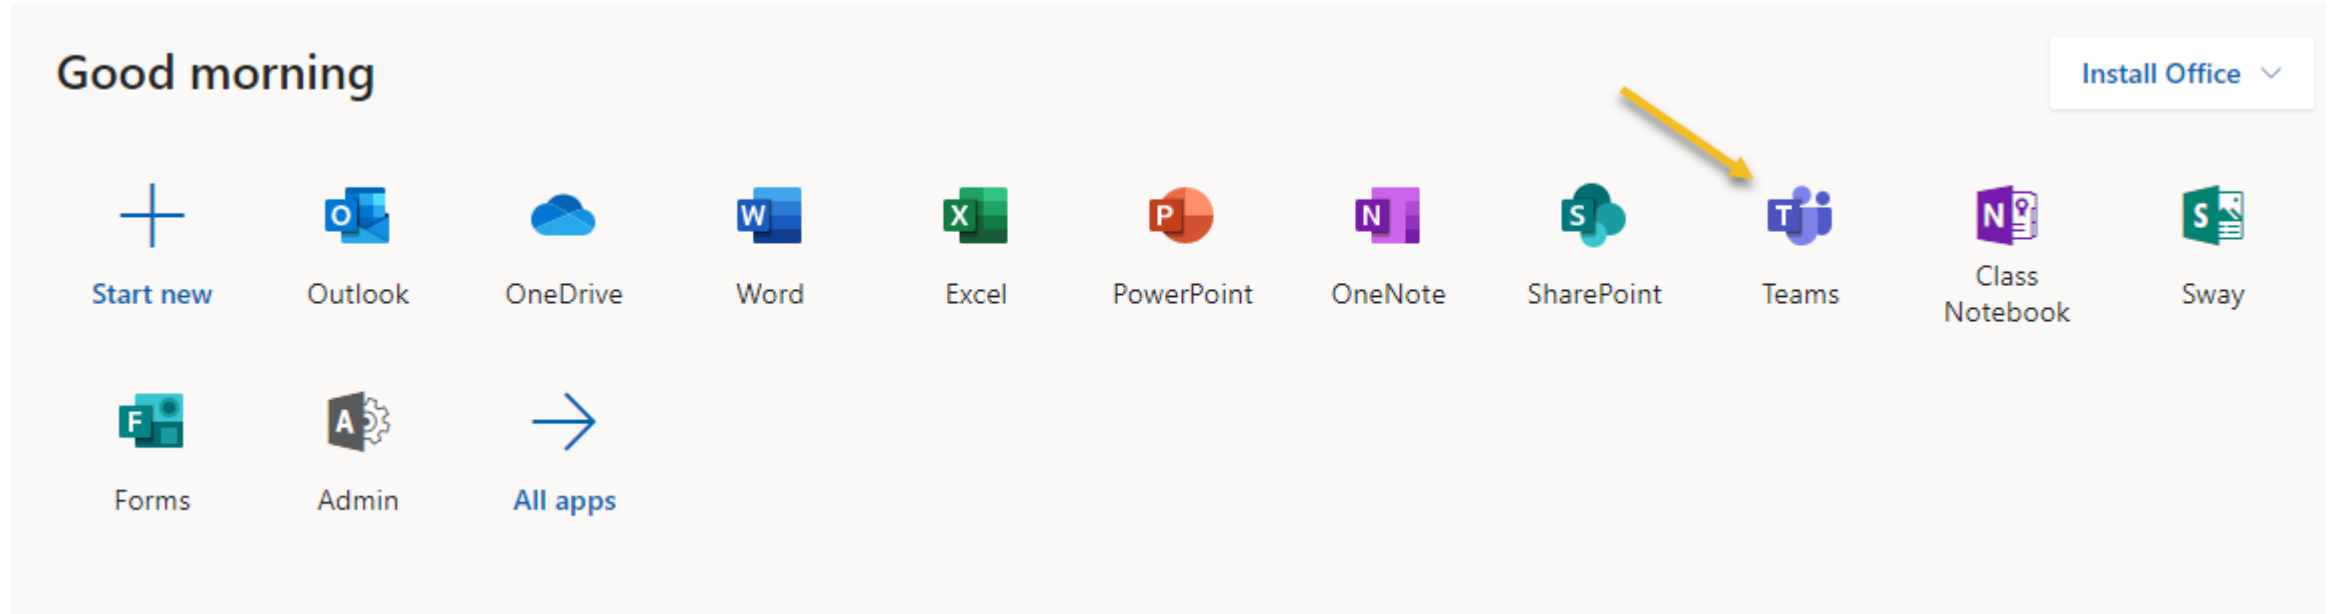 Good morning
Install Office
Start new
O
Outlook
OneDrive
W
Word
X
Excel
P
PowerPoint
N
OneNote
S
SharePoint
T
Teams
N
Class
Notebook
S
Sway
F
Forms
A
Admin
All apps